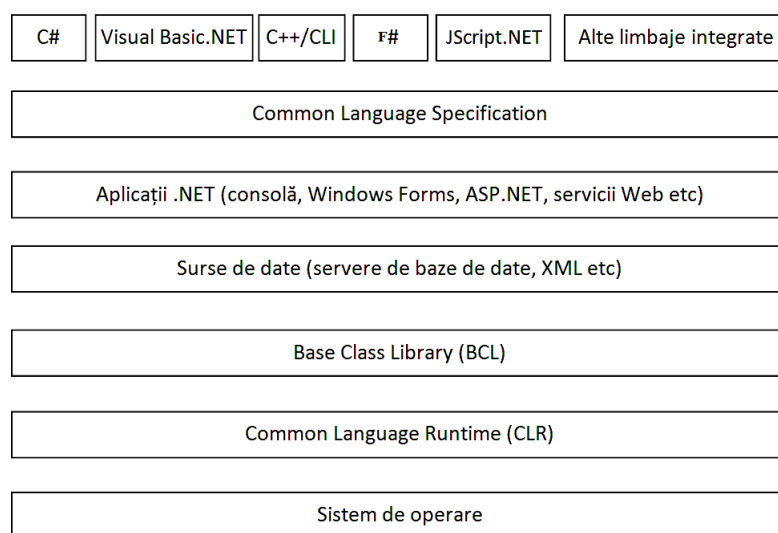 C# Visual Basic.NET C++/CLI F# JScript.NET Alte limbaje integrate
Common Language Specification
Aplicații .NET (consolă, Windows Forms, ASP.NET, servicii Web etc)
Surse de date (servere de baze de date, XML etc)
Base Class Library (BCL)
Common Language Runtime (CLR)
Sistem de operare